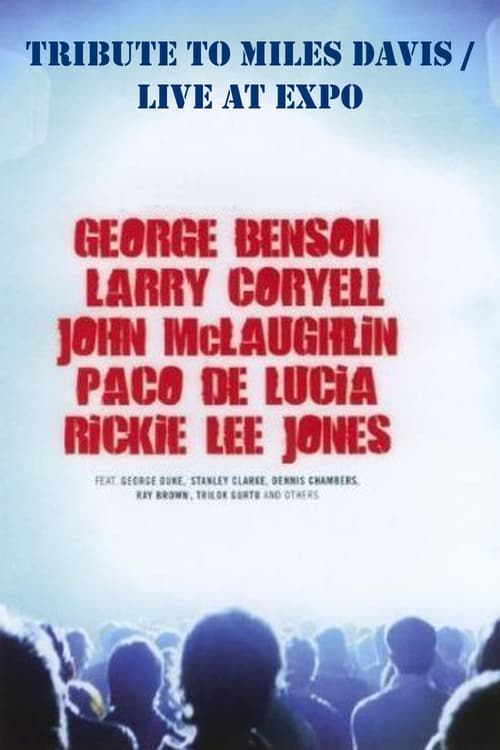 TRIBUTE TO MILES DAVIS /
LIVE AT EXPO
GEORGE BENSON
LARRY CORYELL
JOHN McLAUGHLiN
PACO DE LUCiA
RiCKiE LEE JONES
FEAT. GEORGE DUKE, STANLEY CLARKE, DENNIS CHAMBERS,
RAY BROWN, TRILOK GURTU AND OTHERS